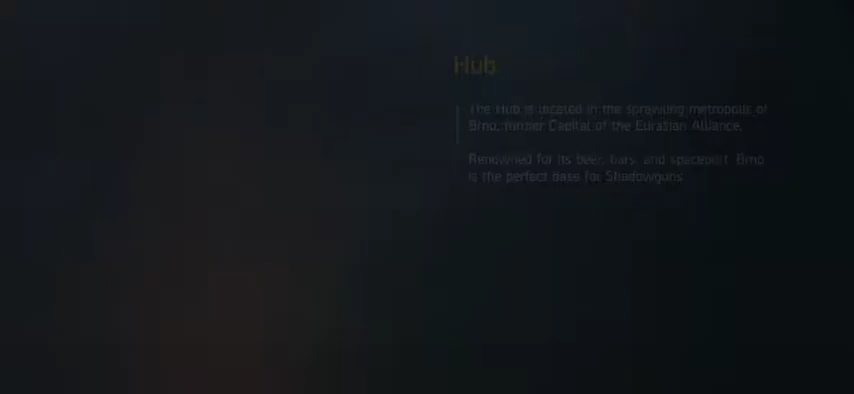 Hub
The Hub is located in the sprawling metropolis of
Brno, former Capital of the Eurasian Alliance.
Renowned for its beer, bars, and spaceport, Brno
is the perfect base for Shadowguns.